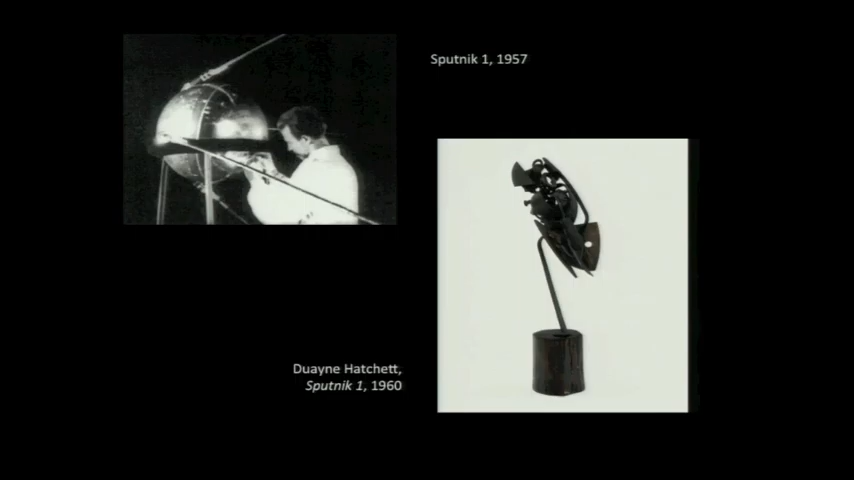 Sputnik 1, 1957
Duayne Hatchett,
Sputnik 1, 1960